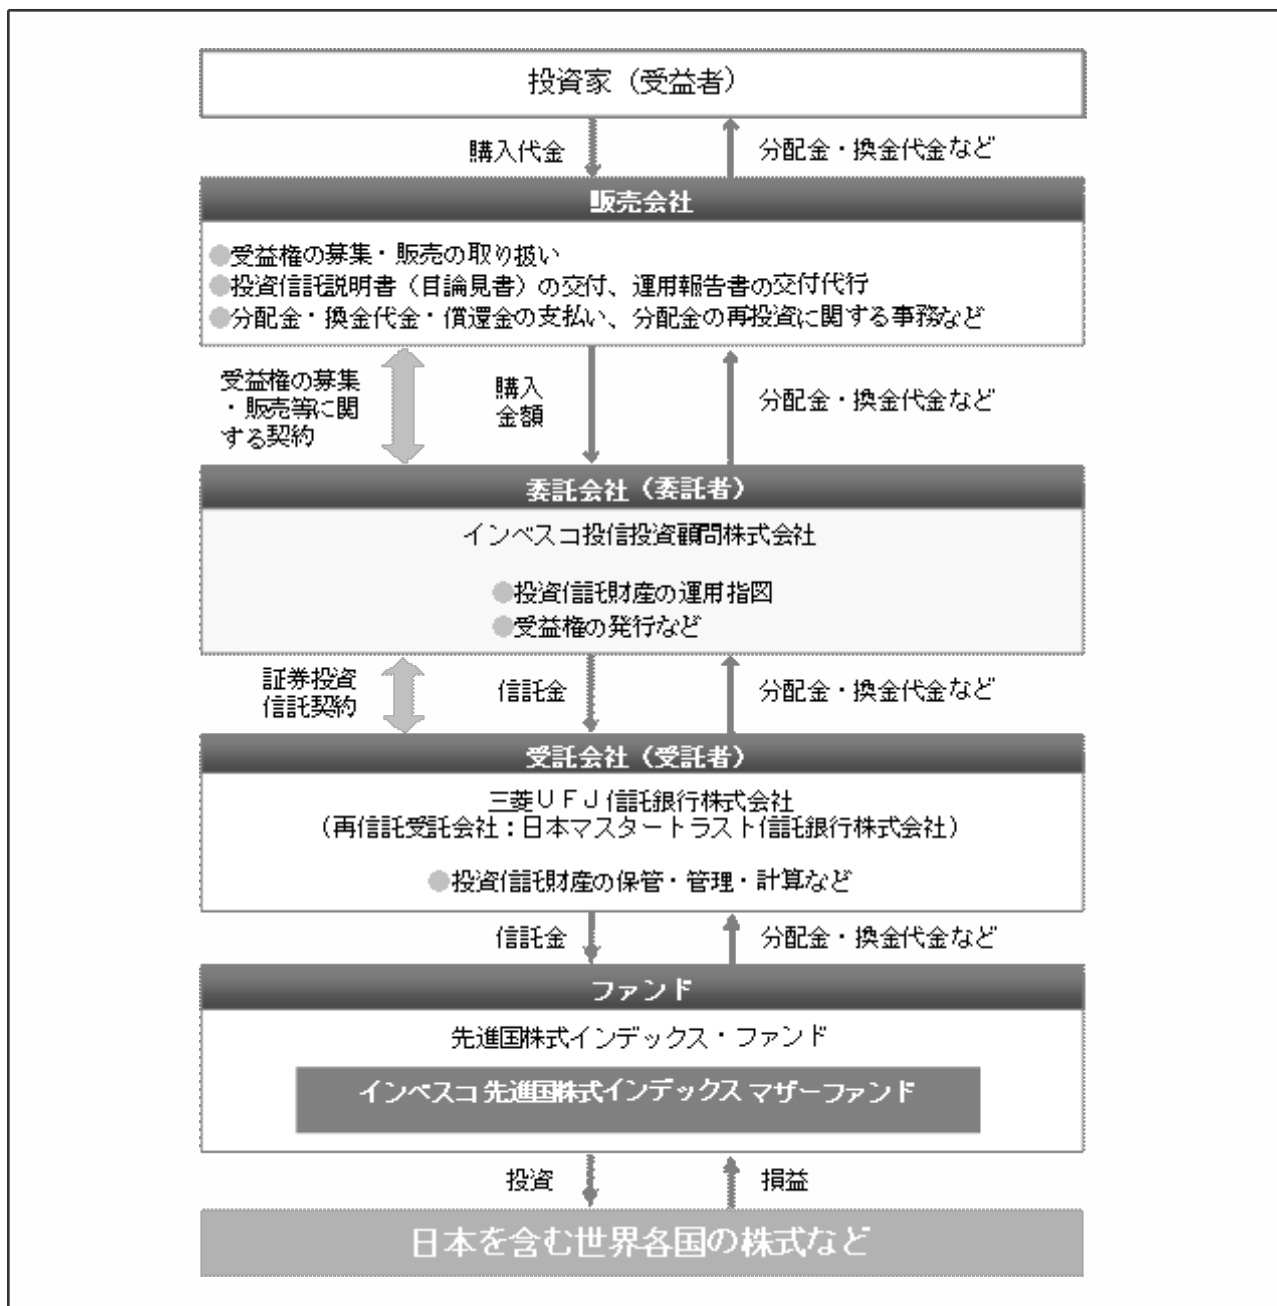 投資家（受益者）
購入代金
分配金・換金代金など
販売会社
●受益権の募集・販売の取り扱い
●投資信託説明書（目論見書）の交付、運用報告書の交付代行
●分配金・換金代金・償還金の支払い、分配金の再投資に関する事務など
受益権の募集
・販売等に関
する契約
購入
金額
分配金・換金代金など
委託会社（委託者）
インベスコ投信投資顧問株式会社
●投資信託財産の運用指図
●受益権の発行など
証券投資
信託契約
信託金
分配金・換金代金など
受託会社（受託者）
三菱ＵＦＪ信託銀行株式会社
（再信託受託会社：日本マスタートラスト信託銀行株式会社）
●投資信託財産の保管・管理・計算など
信託金
分配金・換金代金など
ファンド
先進国株式インデックス・ファンド
インベスコ 先進国株式インデックス マザーファンド
投資
損益
日本を含む世界各国の株式など